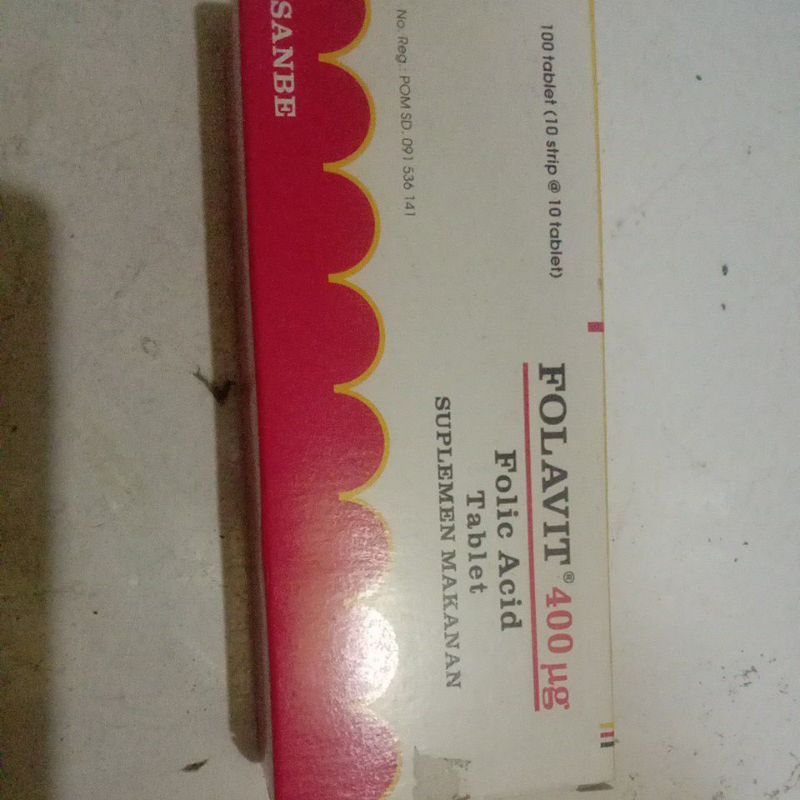 100 tablet (10 strip @ 10 tablet)
FOLAVIT® 400 µg
Folic Acid
Tablet
SUPLEMEN MAKANAN
No. Reg.: POM SD. 091 536 141
SANBE